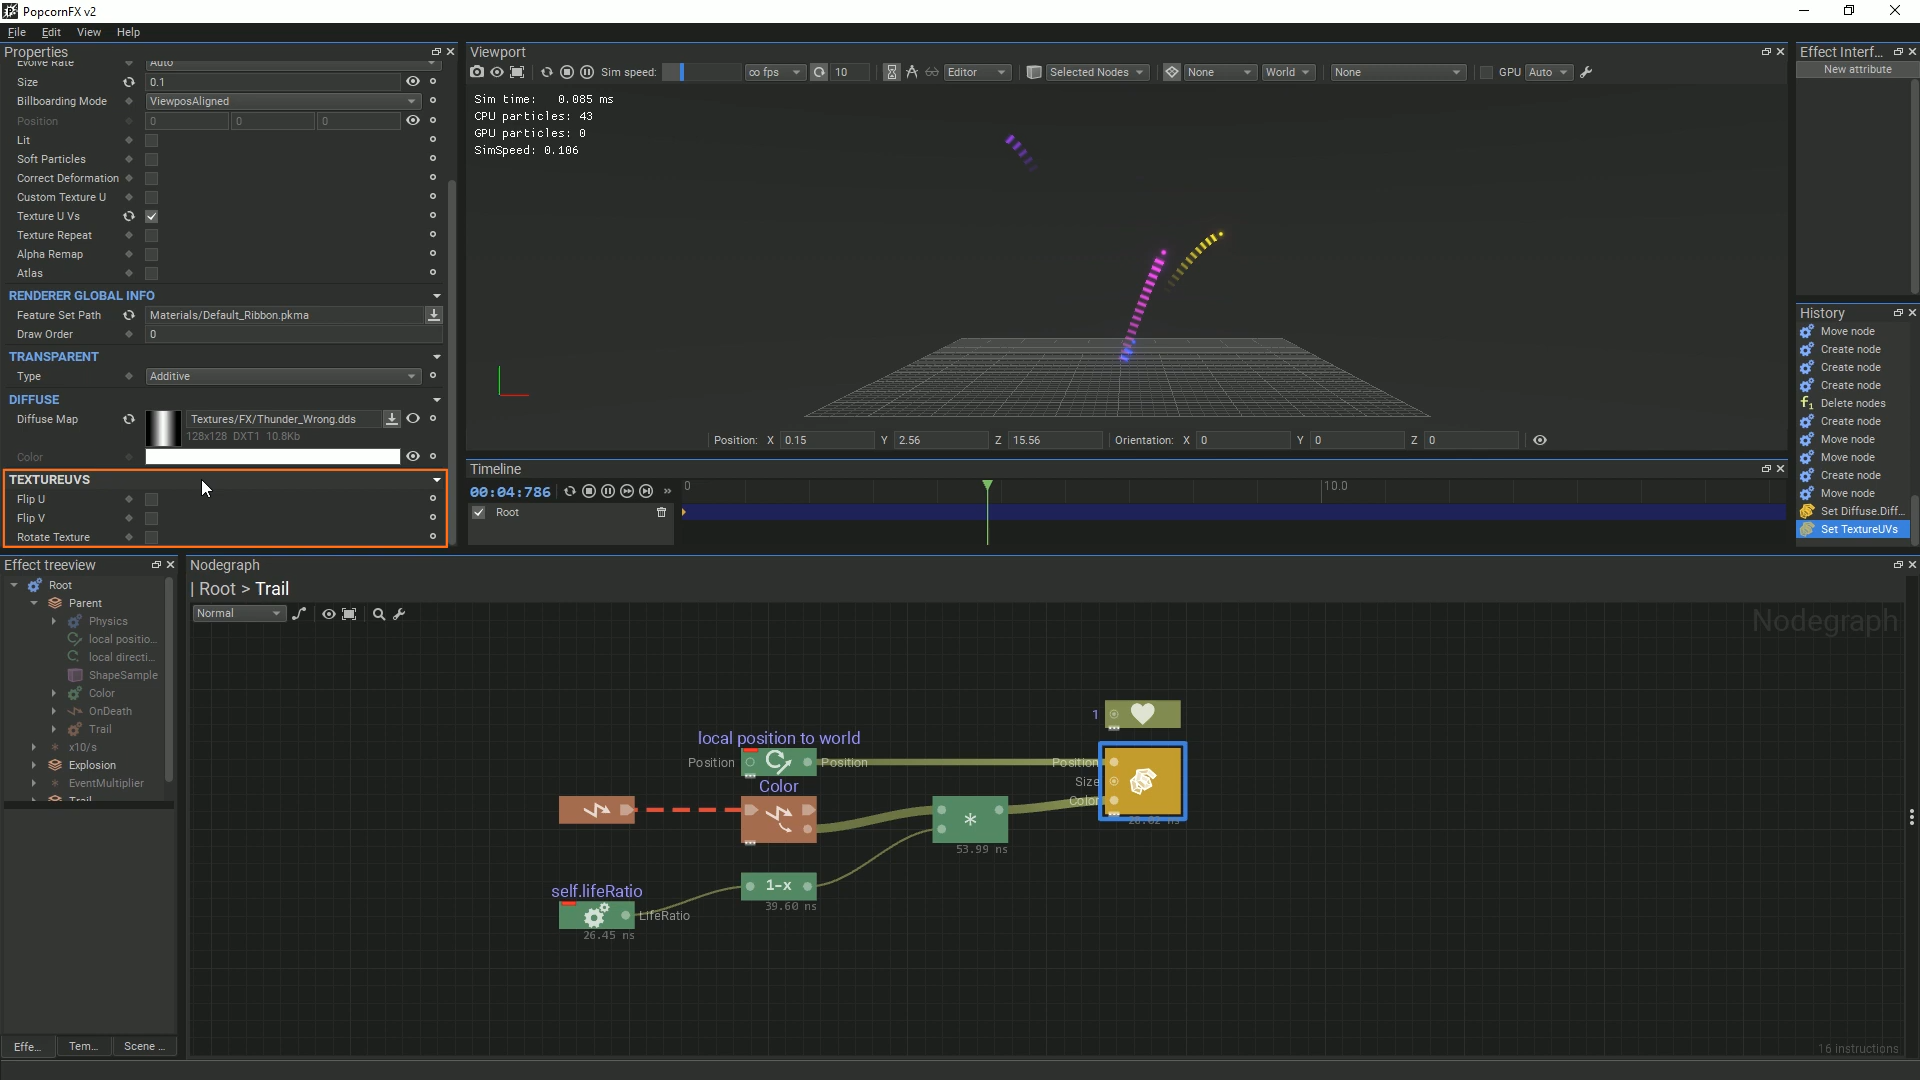 PopcornFX v2
File Edit View Help
Properties
Evolve Rate Auto
Size 0.1
Billboarding Mode ViewposAligned
Position 0 0 0
Lit
Soft Particles
Correct Deformation
Custom Texture U
Texture U Vs
Texture Repeat
Alpha Remap
Atlas
RENDERER GLOBAL INFO
Feature Set Path Materials/Default_Ribbon.pkma
Draw Order 0
TRANSPARENT
Type Additive
DIFFUSE
Diffuse Map Textures/FX/Thunder_Wrong.dds
128x128 DXT1 10.8Kb
Color
TEXTUREUVS
Flip U
Flip V
Rotate Texture
Viewport
Sim speed: ∞ fps 10 Editor Selected Nodes None World None GPU Auto
Sim time: 0.085 ms
CPU particles: 43
GPU particles: 0
SimSpeed: 0.106
Position: X 0.15 Y 2.56 Z 15.56 Orientation: X 0 Y 0 Z 0
Timeline
00:04:786 » 0 10.0
Root
Effect Interf...
New attribute
History
Move node
Create node
Create node
Create node
Delete nodes
Create node
Move node
Move node
Create node
Move node
Set Diffuse.Diff...
Set TextureUVs
Effect treeview
Root
Parent
Physics
local positio...
local directi...
ShapeSample
Color
OnDeath
Trail
x10/s
Explosion
EventMultiplier
Trail
Effe... Tem... Scene ...
Nodegraph
| Root > Trail
Normal
Nodegraph
1
local position to world
Position Position Position
Color Size
Color
28.62 ns
*
53.99 ns
1-x
39.60 ns
self.lifeRatio
LifeRatio
26.45 ns
16 instructions